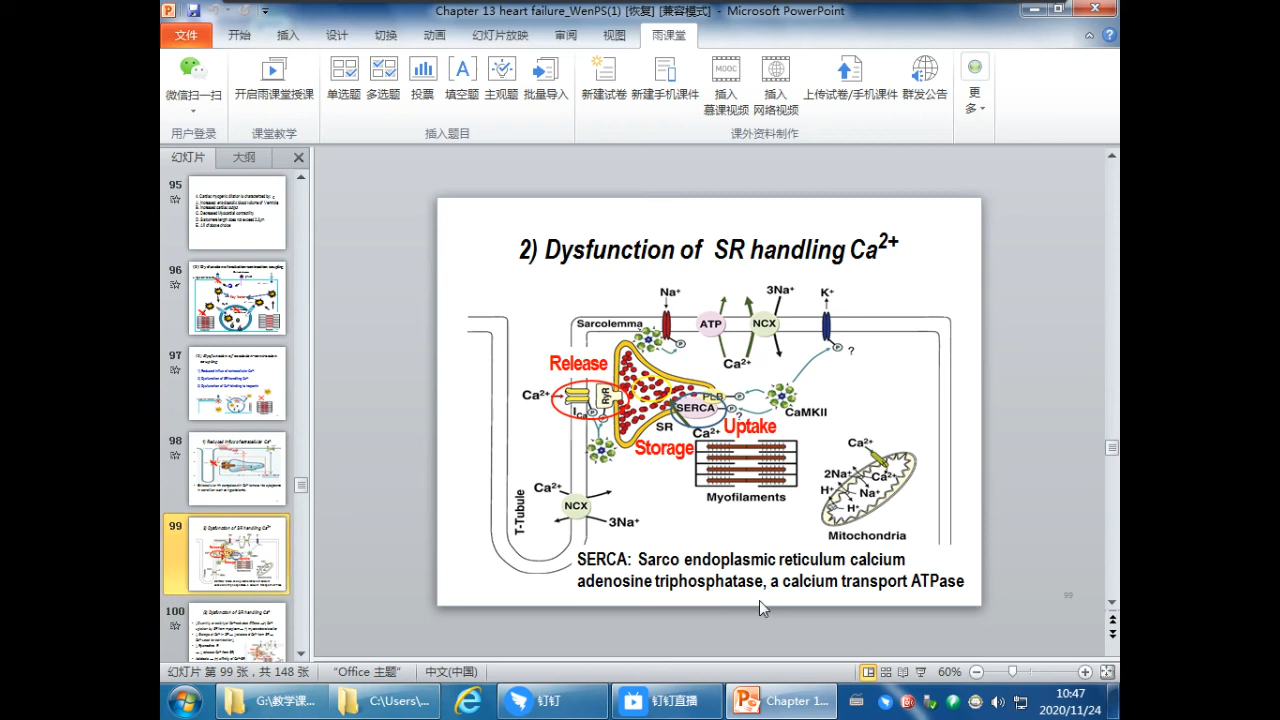 Chapter 13 heart failure_WenPS(1) [恢复] [兼容模式] - Microsoft PowerPoint
文件 开始 插入 设计 切换 动画 幻灯片放映 审阅 视图 雨课堂
微信扫一扫 开启雨课堂授课 单选题 多选题 投票 填空题 主观题 批量导入 新建试卷 新建手机课件 插入 慕课视频 插入 网络视频 上传试卷/手机课件 群发公告 更多
用户登录 课堂教学 插入题目 课外资料制作
幻灯片 大纲
95
96
97
98
99
100
2) Dysfunction of SR handling Ca2+
Na+
3Na+
K+
Sarcolemma
ATP
NCX
P
P
?
Ca2+
Release
Ca2+
RyR
ICa
P
P
PLB
P
SERCA
P
?
CaMKII
SR
Ca2+
Uptake
Storage
Myofilaments
Ca2+
2Na+
Ca2+
H+
Na+
H+
Mitochondria
T-Tubule
Ca2+
NCX
3Na+
SERCA: Sarco endoplasmic reticulum calcium
adenosine triphosphatase, a calcium transport ATPase
99
幻灯片 第 99 张，共 148 张 "Office 主题" 中文(中国) 60%
G:\教学课... C:\Users\... 钉钉 钉钉直播 Chapter 1...
10:47
2020/11/24